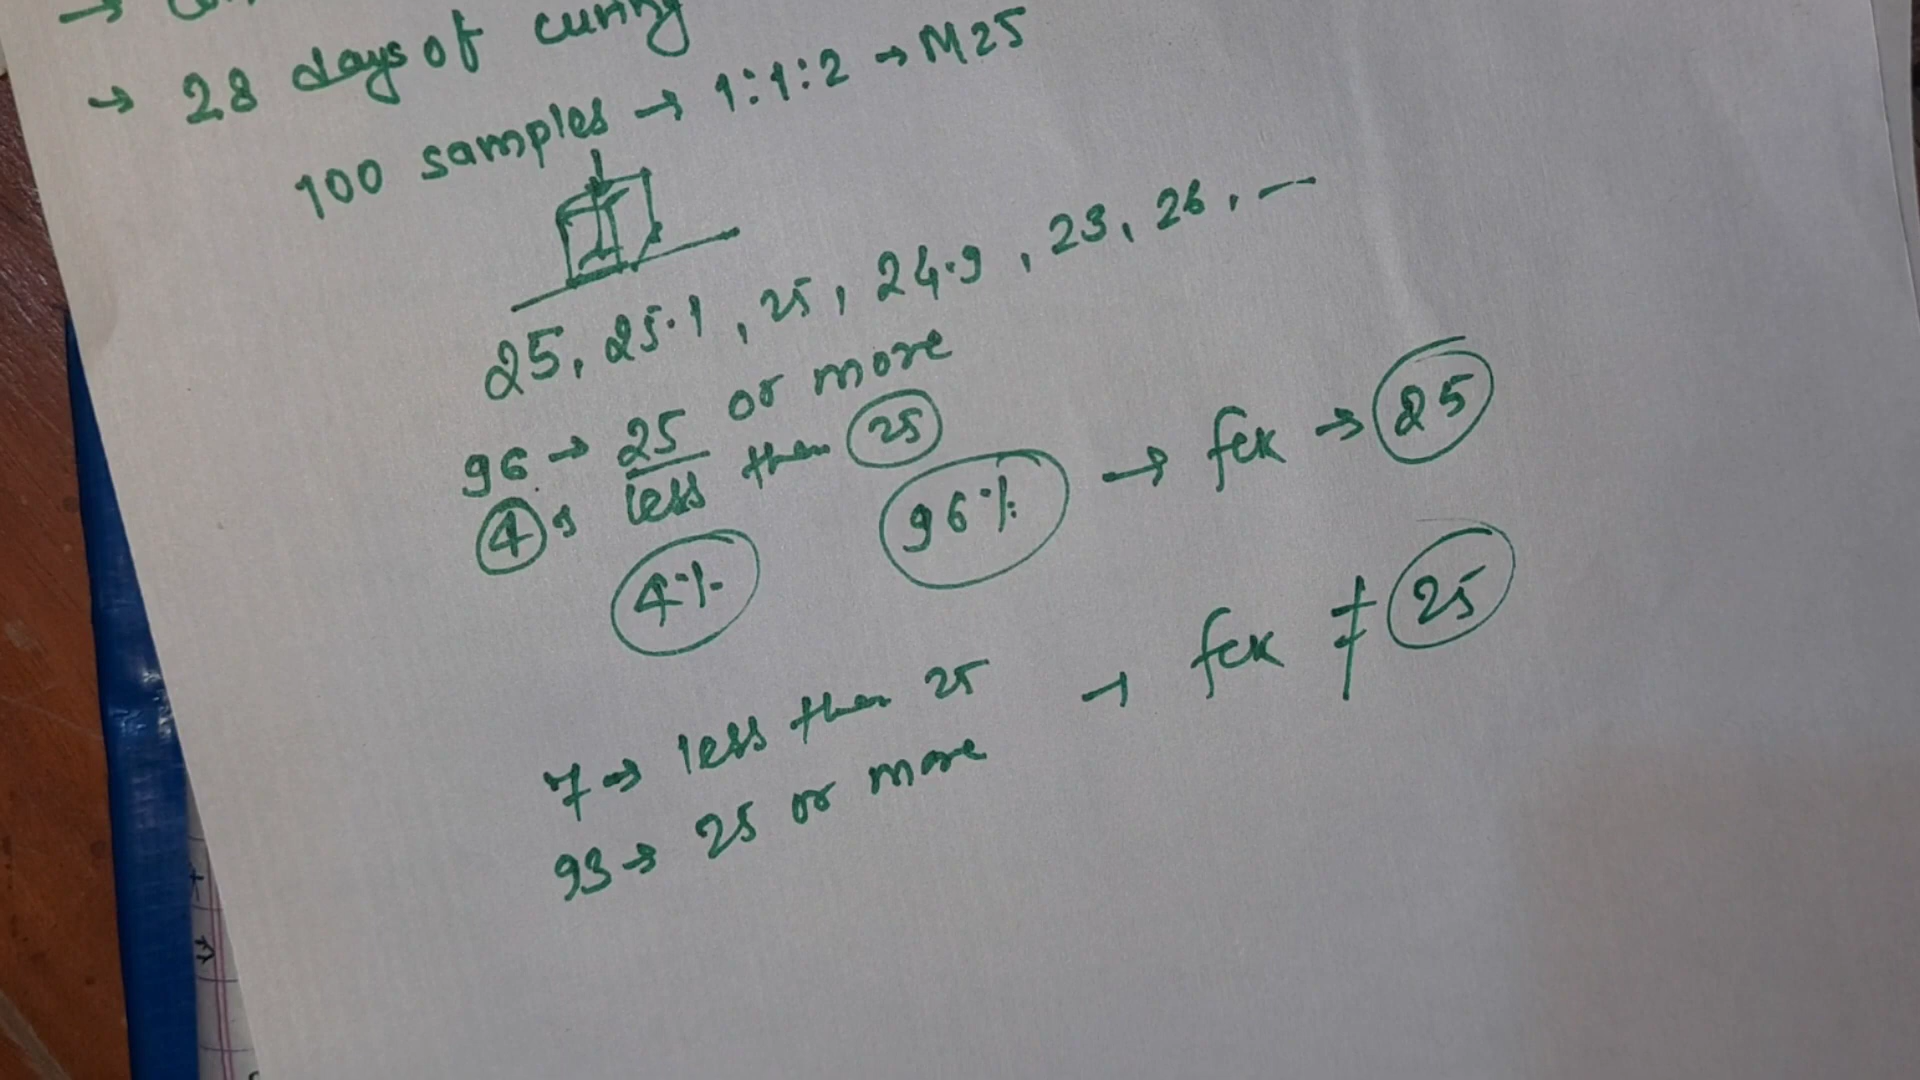 → 28 days of curing
100 samples → 1:1:2 → M25
25, 25.1, 25, 24.9, 23, 26, —
96 → 25 or more
4 → less then 25
4% 96% → fck → 25
7 → less then 25 → fck ≠ 25
93 → 25 or more